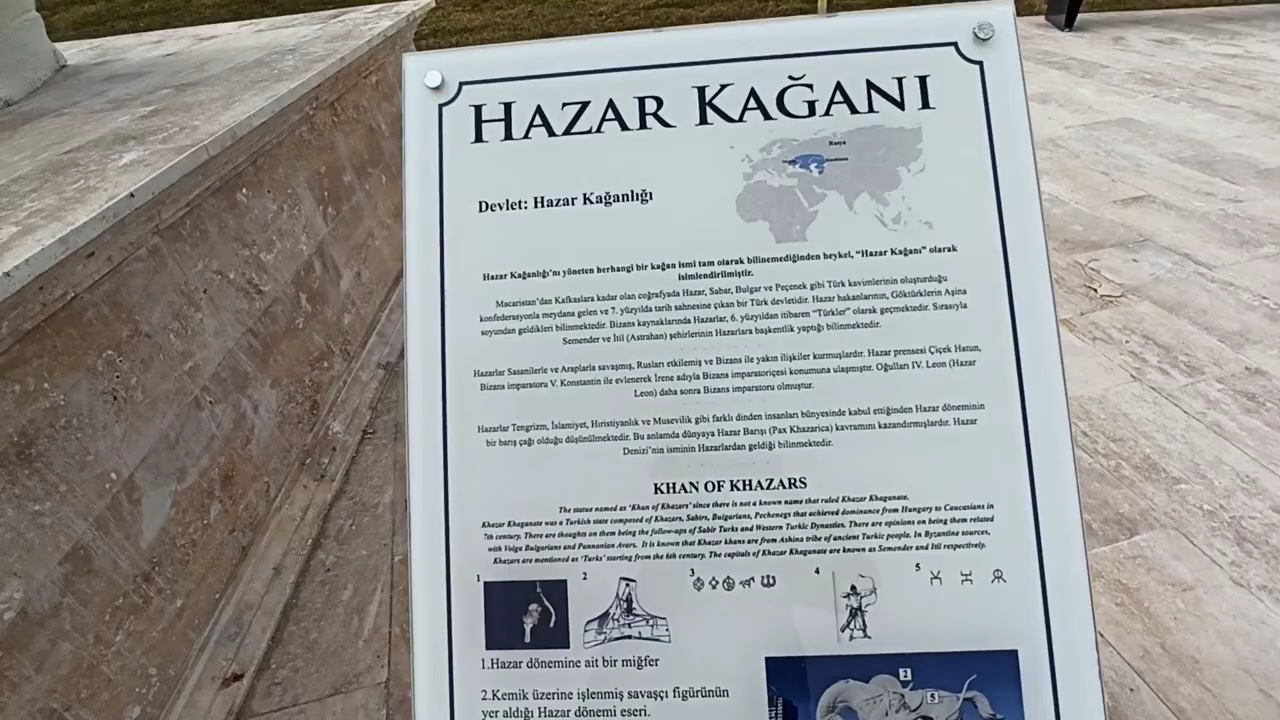 HAZAR KAĞANI
Rusya
Devlet: Hazar Kağanlığı
Hazar Kağanlığı'nı yöneten herhangi bir kağan ismi tam olarak bilinemediğinden heykel, “Hazar Kağanı” olarak
isimlendirilmiştir.
Macaristan'dan Kafkaslara kadar olan coğrafyada Hazar, Sabar, Bulgar ve Peçenek gibi Türk kavimlerinin oluşturduğu
konfederasyonla meydana gelen ve 7. yüzyılda tarih sahnesine çıkan bir Türk devletidir. Hazar hakanlarının, Göktürklerin Aşina
soyundan geldikleri bilinmektedir. Bizans kaynaklarında Hazarlar, 6. yüzyıldan itibaren “Türkler” olarak geçmektedir. Sırasıyla
Semender ve İtil (Astrahan) şehirlerinin Hazarlara başkentlik yaptığı bilinmektedir.
Hazarlar Sasanilerle ve Araplarla savaşmış, Rusları etkilemiş ve Bizans ile yakın ilişkiler kurmuşlardır. Hazar prensesi Çiçek Hatun,
Bizans imparatoru V. Konstantin ile evlenerek İrene adıyla Bizans imparatoriçesi konumuna ulaşmıştır. Oğulları IV. Leon (Hazar
Leon) daha sonra Bizans imparatoru olmuştur.
Hazarlar Tengrizm, İslamiyet, Hıristiyanlık ve Musevilik gibi farklı dinden insanları bünyesinde kabul ettiğinden Hazar döneminin
bir barış çağı olduğu düşünülmektedir. Bu anlamda dünyaya Hazar Barışı (Pax Khazarica) kavramını kazandırmışlardır. Hazar
Denizi'nin isminin Hazarlardan geldiği bilinmektedir.
KHAN OF KHAZARS
The statue named as ‘Khan of Khazars’ since there is not a known name that ruled Khazar Khaganate.
Khazar Khaganate was a Turkish state composed of Khazars, Sabirs, Bulgarians, Pechenegs that achieved dominance from Hungary to Caucasians in
7th century. There are thoughts on them being the follow-ups of Sabir Turks and Western Turkic Dynasties. There are opinions on being them related
with Volga Bulgarians and Pannonian Avars. It is known that Khazar khans are from Ashina tribe of ancient Turkic people. In Byzantine sources,
Khazars are mentioned as ‘Turks’ starting from the 6th century. The capitals of Khazar Khaganate are known as Semender and Itil respectively.
1 2 3 4 5
1.Hazar dönemine ait bir miğfer
2.Kemik üzerine işlenmiş savaşçı figürünün
yer aldığı Hazar dönemi eseri.
2
5